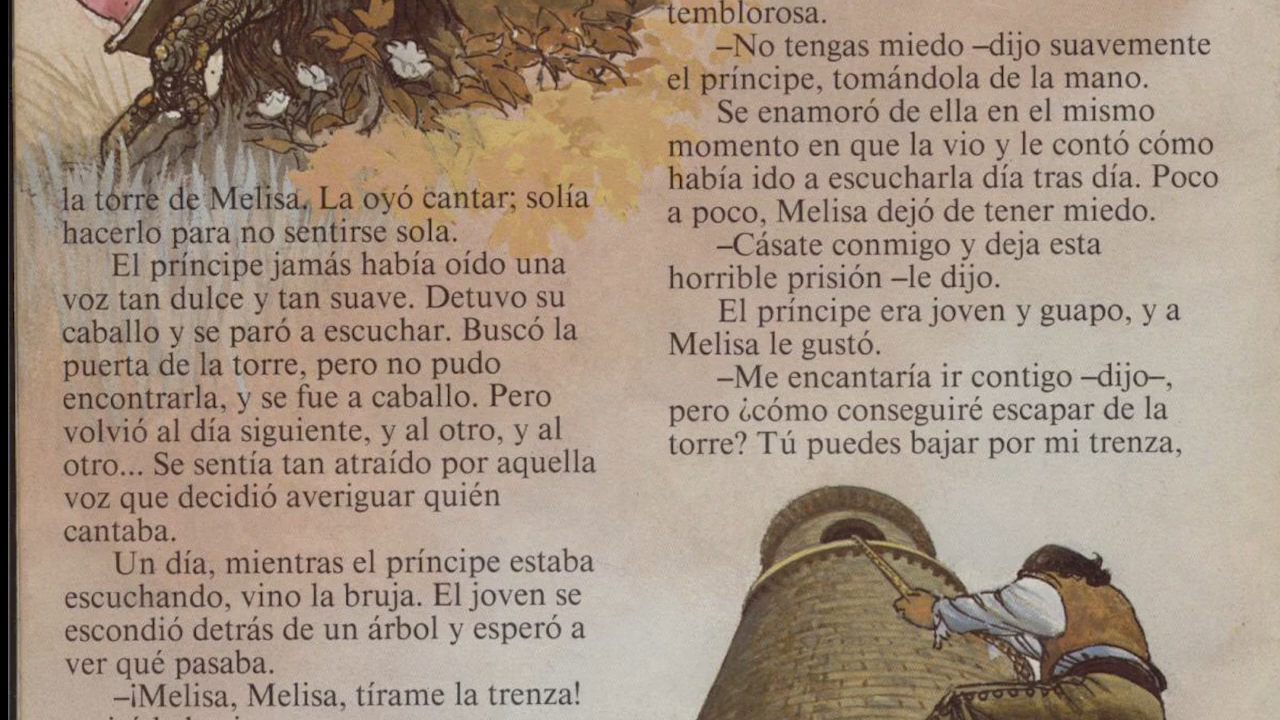 la torre de Melisa. La oyó cantar; solía
hacerlo para no sentirse sola.
El príncipe jamás había oído una
voz tan dulce y tan suave. Detuvo su
caballo y se paró a escuchar. Buscó la
puerta de la torre, pero no pudo
encontrarla, y se fue a caballo. Pero
volvió al día siguiente, y al otro, y al
otro... Se sentía tan atraído por aquella
voz que decidió averiguar quién
cantaba.
Un día, mientras el príncipe estaba
escuchando, vino la bruja. El joven se
escondió detrás de un árbol y esperó a
ver qué pasaba.
–¡Melisa, Melisa, tírame la trenza!
temblorosa.
–No tengas miedo –dijo suavemente
el príncipe, tomándola de la mano.
Se enamoró de ella en el mismo
momento en que la vio y le contó cómo
había ido a escucharla día tras día. Poco
a poco, Melisa dejó de tener miedo.
–Cásate conmigo y deja esta
horrible prisión –le dijo.
El príncipe era joven y guapo, y a
Melisa le gustó.
–Me encantaría ir contigo –dijo–,
pero ¿cómo conseguiré escapar de la
torre? Tú puedes bajar por mi trenza,